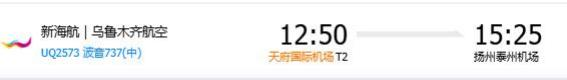 新海航｜乌鲁木齐航空
UQ2573 波音737(中)
12:50
天府国际机场 T2
15:25
扬州泰州机场